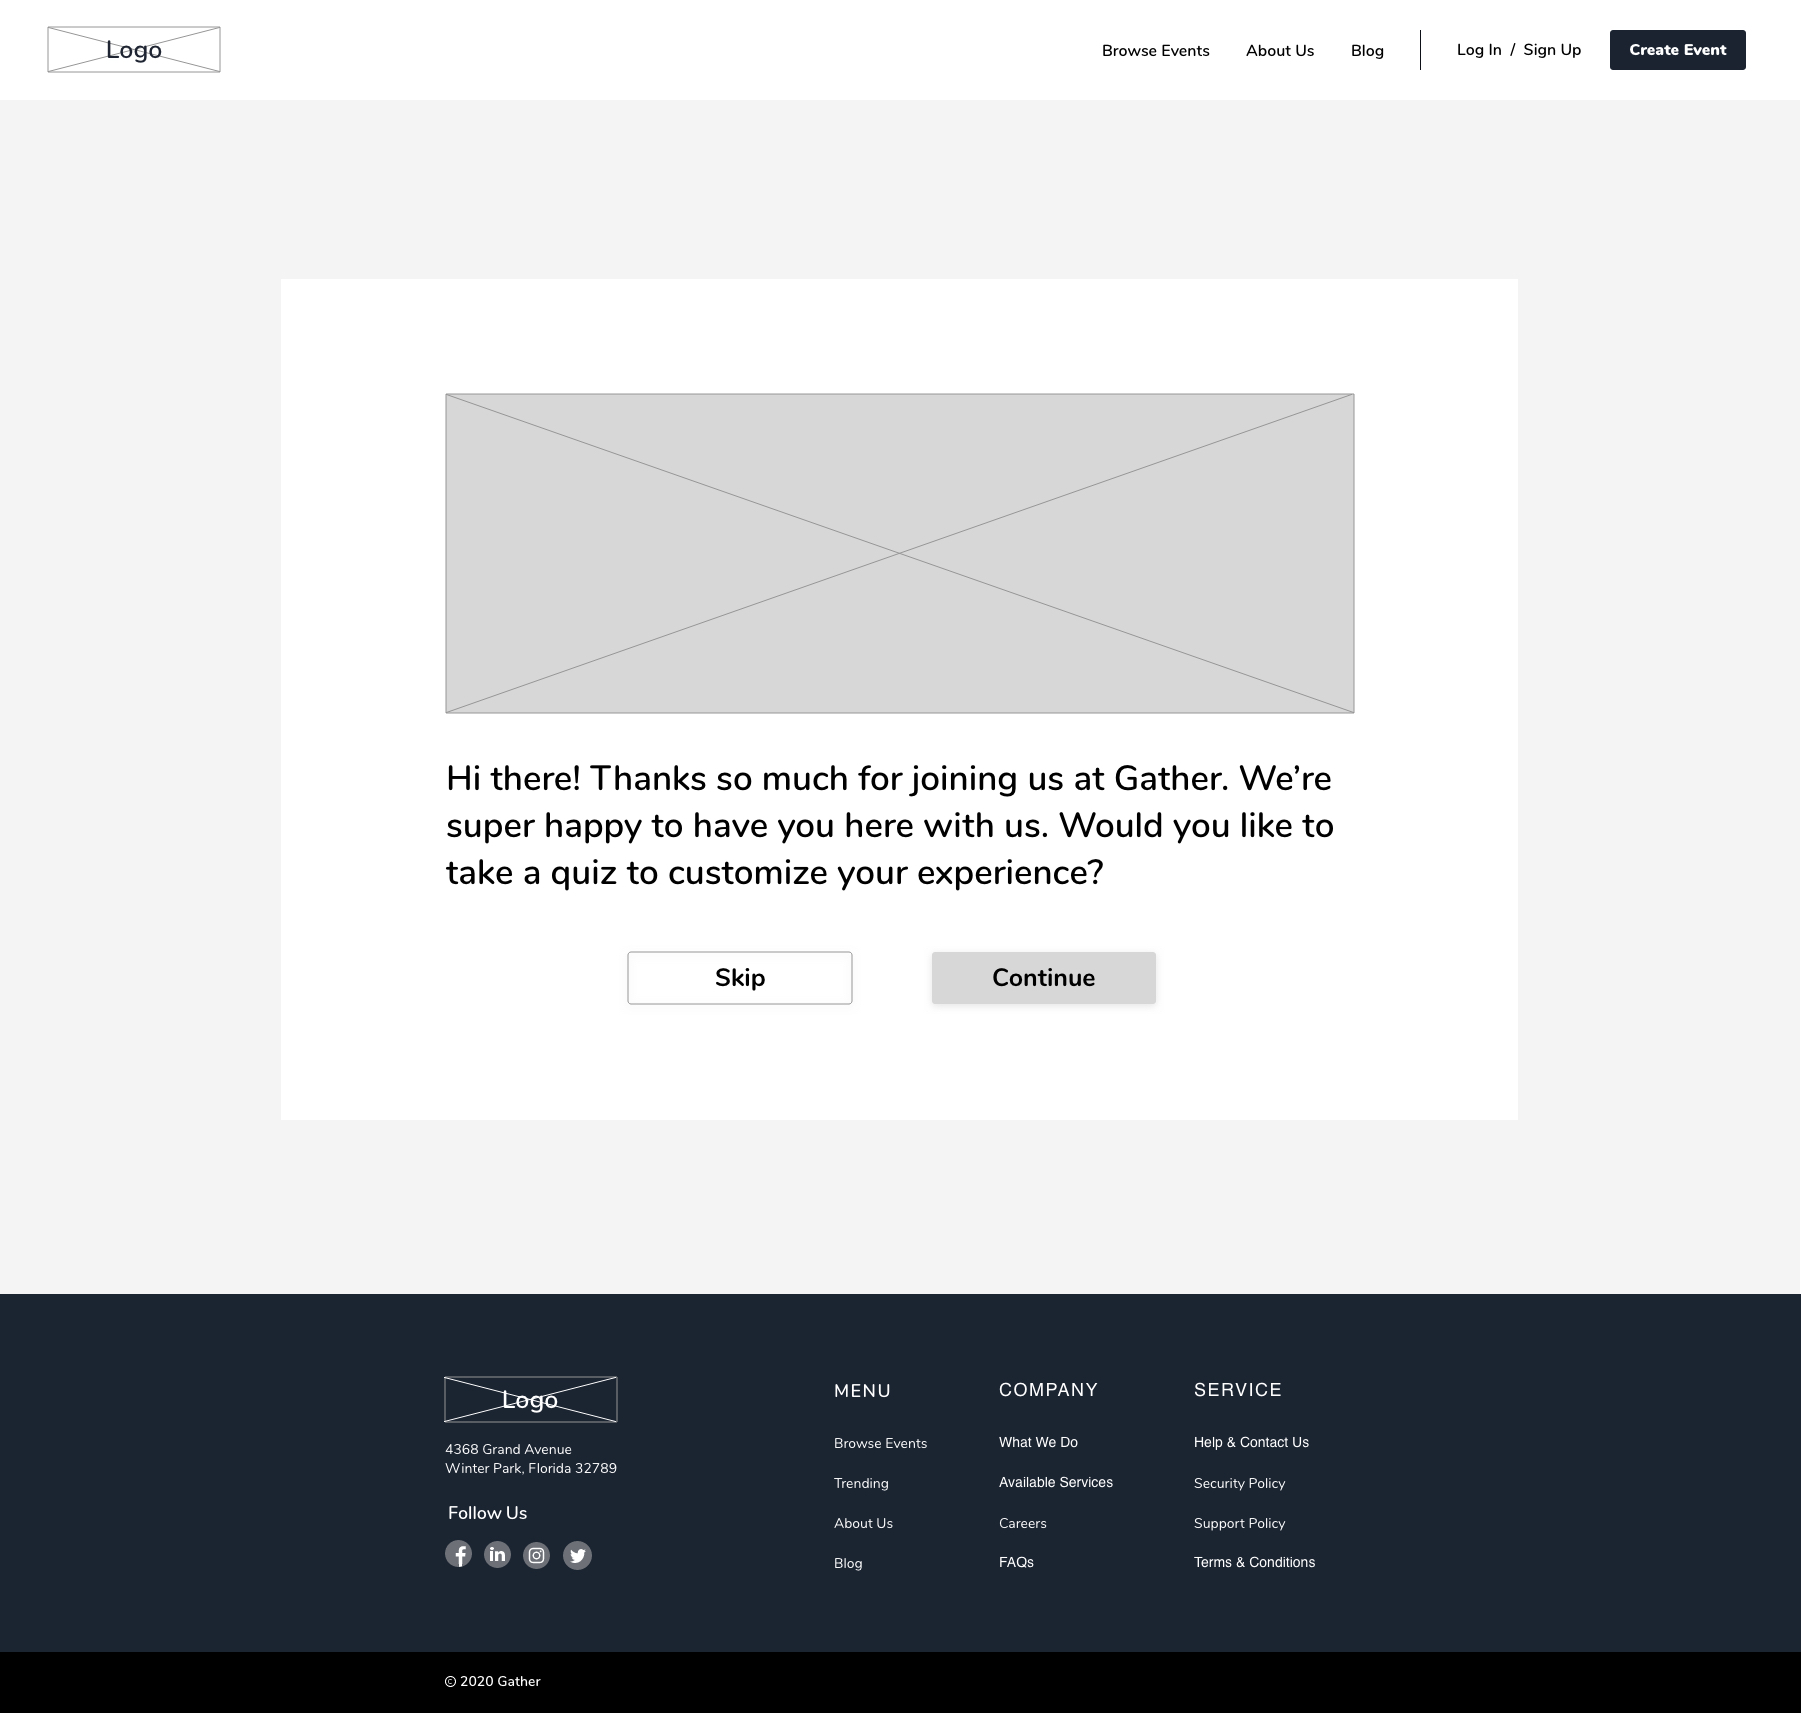 Logo
Browse Events
About Us
Blog
Log In / Sign Up
Create Event
Hi there! Thanks so much for joining us at Gather. We’re
super happy to have you here with us. Would you like to
take a quiz to customize your experience?
Skip
Continue
Logo
4368 Grand Avenue
Winter Park, Florida 32789
Follow Us
MENU
Browse Events
Trending
About Us
Blog
COMPANY
What We Do
Available Services
Careers
FAQs
SERVICE
Help & Contact Us
Security Policy
Support Policy
Terms & Conditions
© 2020 Gather